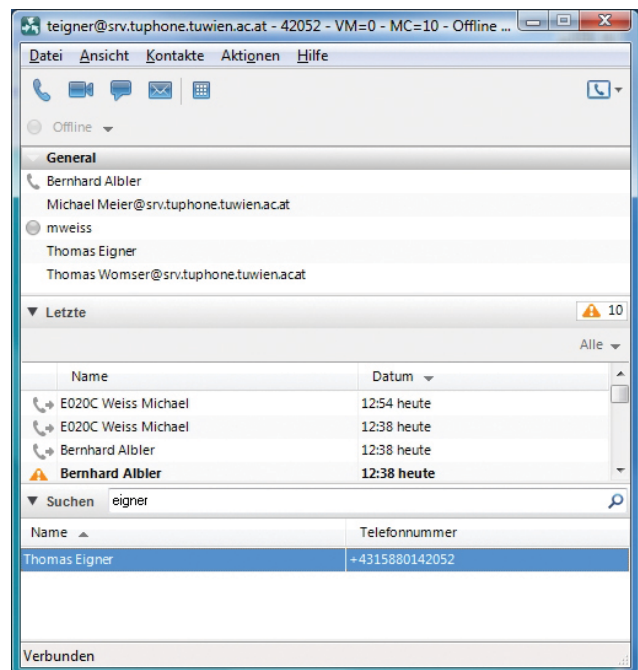 teigner@srv.tuphone.tuwien.ac.at - 42052 - VM=0 - MC=10 - Offline ...
Datei Ansicht Kontakte Aktionen Hilfe
Offline
General
Bernhard Albler
Michael Meier@srv.tuphone.tuwien.ac.at
mweiss
Thomas Eigner
Thomas Womser@srv.tuphone.tuwien.ac.at
Letzte 10
Alle
Name Datum
E020C Weiss Michael 12:54 heute
E020C Weiss Michael 12:38 heute
Bernhard Albler 12:38 heute
Bernhard Albler 12:38 heute
Suchen eigner
Name Telefonnummer
Thomas Eigner +4315880142052
Verbunden